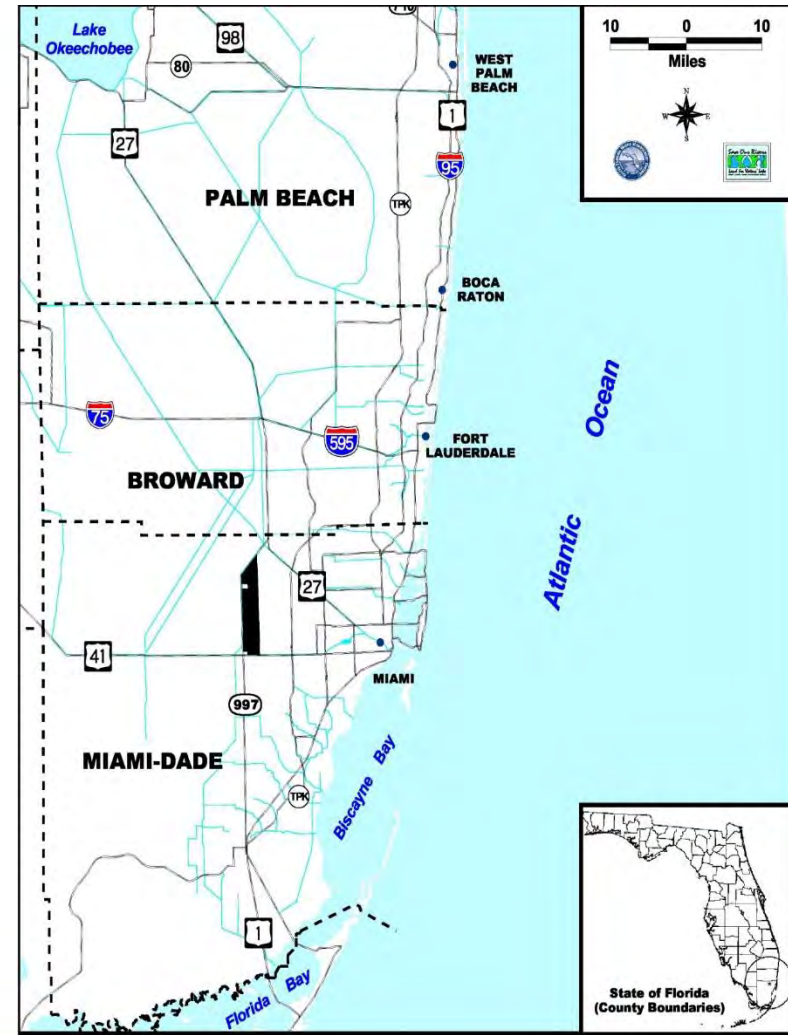 Lake
Okeechobee
98
80
710
WEST
PALM
BEACH
10 0 10
Miles
N
W E
S
27
1
95
PALM BEACH
TPK
BOCA
RATON
Atlantic Ocean
75
595
FORT
LAUDERDALE
BROWARD
27
41
MIAMI
997
MIAMI-DADE
Biscayne Bay
TPK
1
Florida Bay
State of Florida
(County Boundaries)